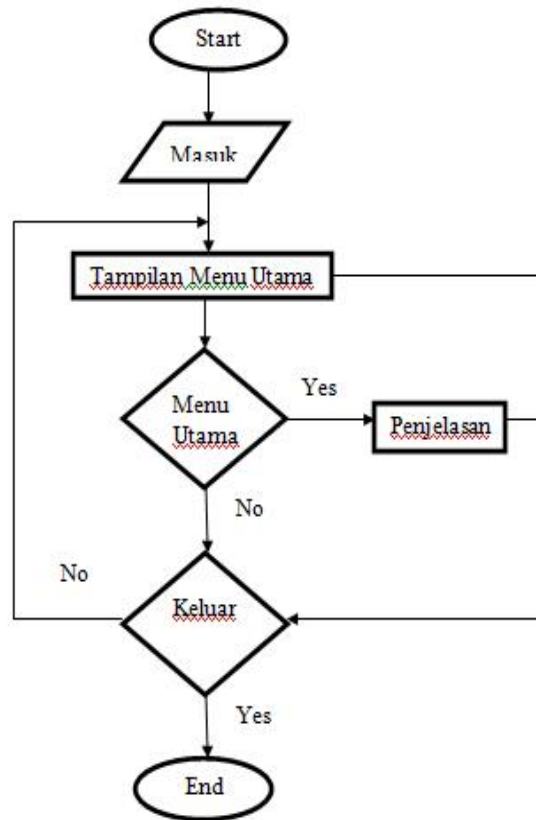 Start
Masuk
Tampilan Menu Utama
Menu
Utama
Yes
Penjelasan
No
No
Keluar
Yes
End